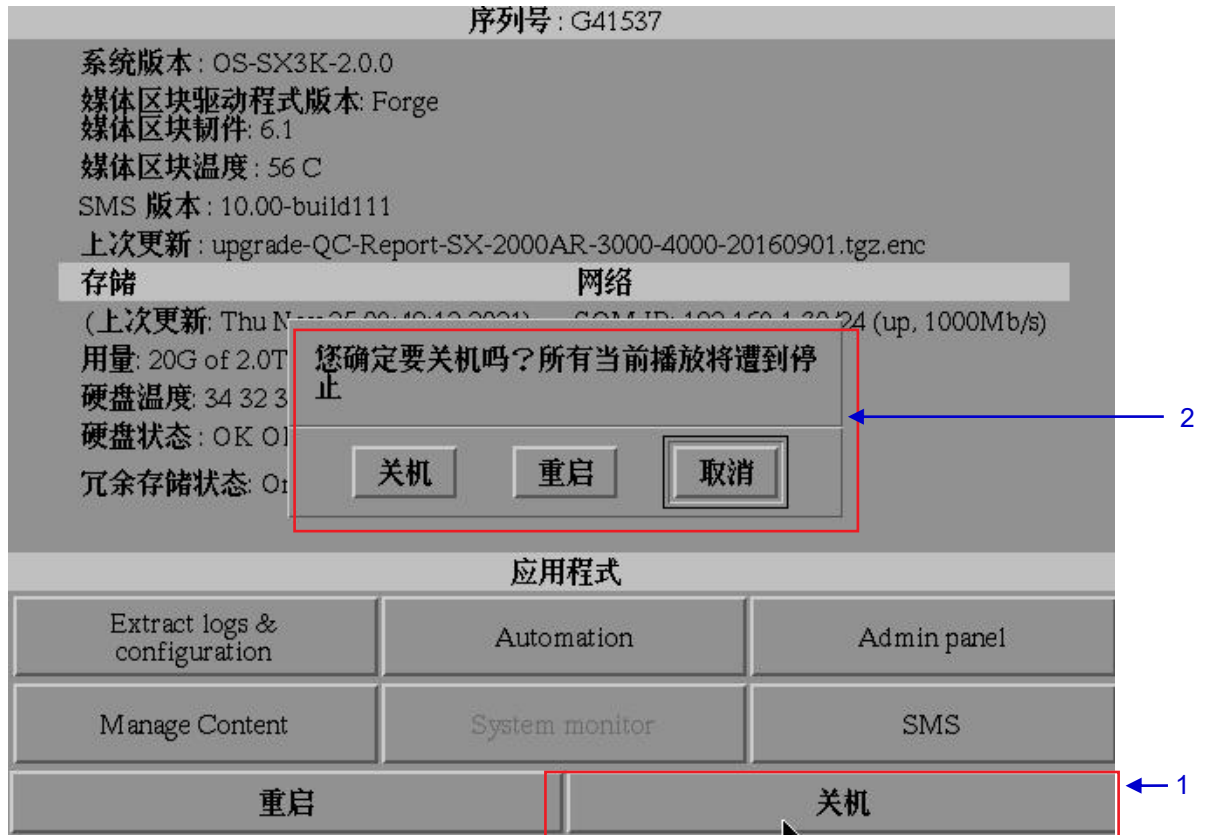 序列号 : G41537
系统版本 : OS-SX3K-2.0.0
媒体区块驱动程式版本: Forge
媒体区块韧件: 6.1
媒体区块温度 : 56 C
SMS 版本 : 10.00-build111
上次更新 : upgrade-QC-Report-SX-2000AR-3000-4000-20160901.tgz.enc
存储 网络
(上次更新: Thu (up, 1000Mb/s)
用量: 20G of 2.0T
硬盘温度: 34 32
硬盘状态 : OK
冗余存储状态:
您确定要关机吗？所有当前播放将遭到停
止
关机 重启 取消
2
应用程式
Extract logs &
configuration
Automation
Admin panel
Manage Content
System monitor
SMS
重启
关机
1